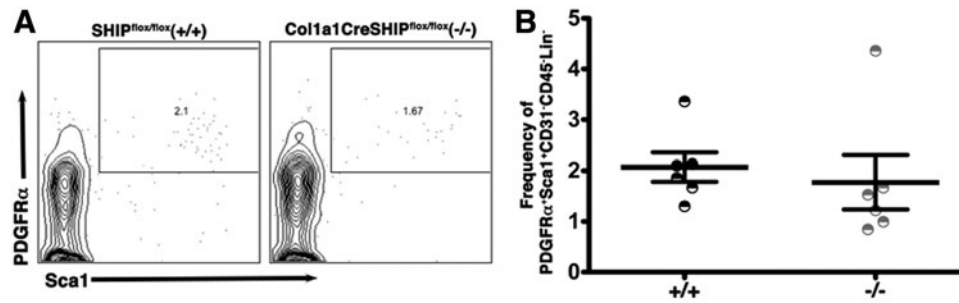 A
SHIPflox/flox(+/+)
Col1a1CreSHIPflox/flox(-/-)
2.1
1.67
PDGFRα
Sca1
B
Frequency of
PDGFRα+Sca1+CD31-CD45-Lin-
5
4
3
2
1
0
+/+
-/-